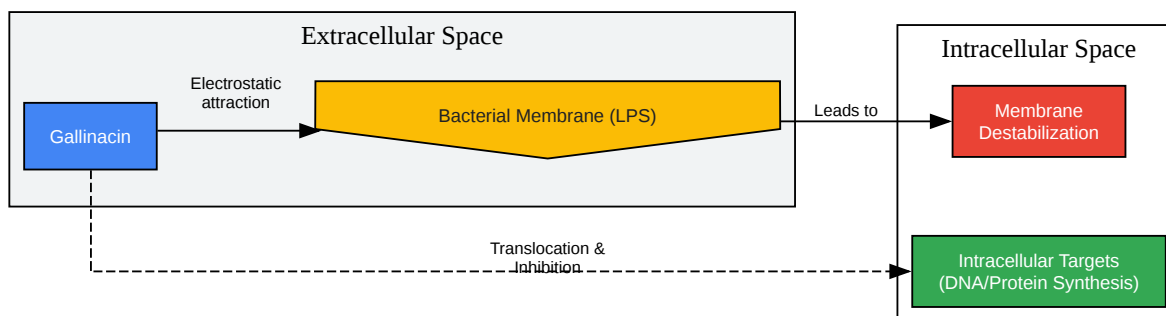 Extracellular Space
Intracellular Space
Electrostatic
attraction
Gallinacin
Bacterial Membrane (LPS)
Leads to
Membrane
Destabilization
Translocation &
Inhibition
Intracellular Targets
(DNA/Protein Synthesis)